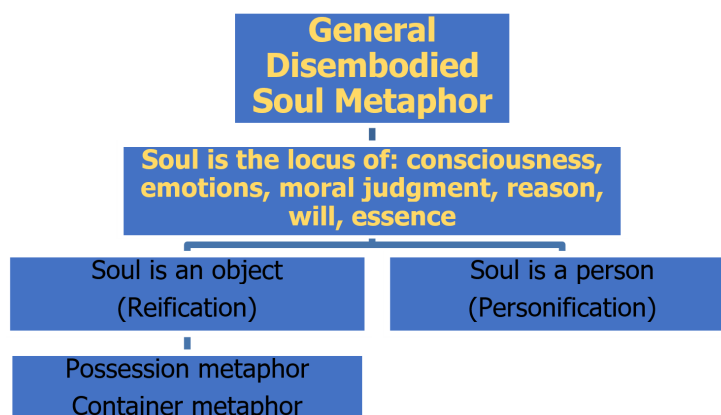 General
Disembodied
Soul Metaphor
Soul is the locus of: consciousness,
emotions, moral judgment, reason,
will, essence
Soul is an object
(Reification)
Soul is a person
(Personification)
Possession metaphor
Container metaphor